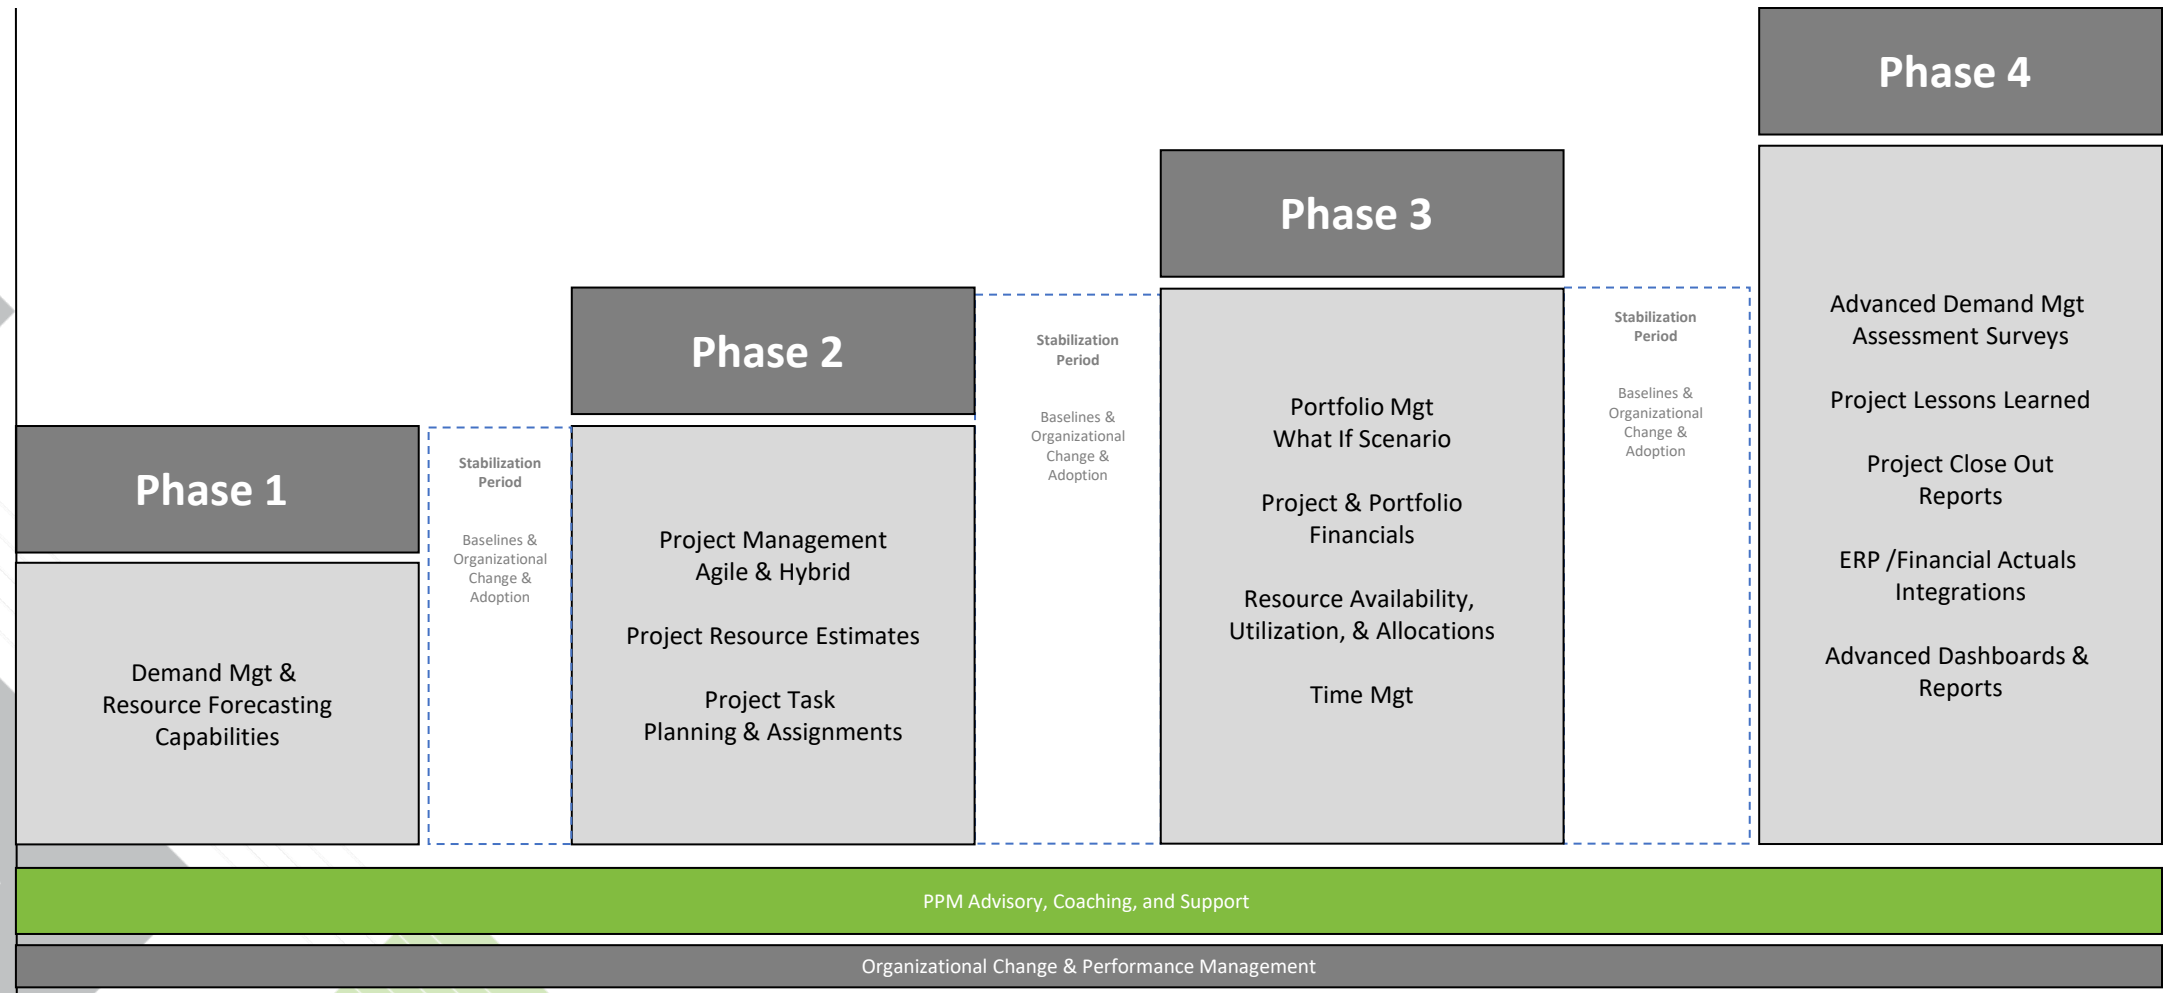 Phase 1
Demand Mgt &
Resource Forecasting
Capabilities
Stabilization
Period
Baselines &
Organizational
Change &
Adoption
Phase 2
Project Management
Agile & Hybrid
Project Resource Estimates
Project Task
Planning & Assignments
Stabilization
Period
Baselines &
Organizational
Change &
Adoption
Phase 3
Portfolio Mgt
What If Scenario
Project & Portfolio
Financials
Resource Availability,
Utilization, & Allocations
Time Mgt
Stabilization
Period
Baselines &
Organizational
Change &
Adoption
Phase 4
Advanced Demand Mgt
Assessment Surveys
Project Lessons Learned
Project Close Out
Reports
ERP /Financial Actuals
Integrations
Advanced Dashboards &
Reports
PPM Advisory, Coaching, and Support
Organizational Change & Performance Management